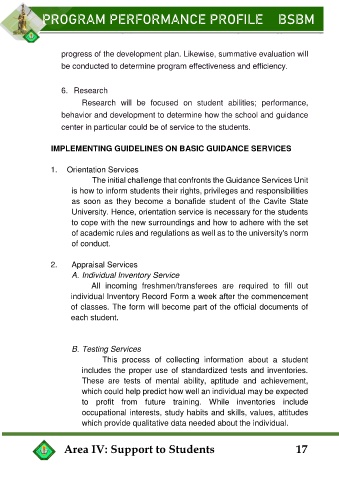 PROGRAM PERFORMANCE PROFILE BSBM
progress of the development plan. Likewise, summative evaluation will
be conducted to determine program effectiveness and efficiency.
6. Research
Research will be focused on student abilities; performance,
behavior and development to determine how the school and guidance
center in particular could be of service to the students.
IMPLEMENTING GUIDELINES ON BASIC GUIDANCE SERVICES
1. Orientation Services
The initial challenge that confronts the Guidance Services Unit
is how to inform students their rights, privileges and responsibilities
as soon as they become a bonafide student of the Cavite State
University. Hence, orientation service is necessary for the students
to cope with the new surroundings and how to adhere with the set
of academic rules and regulations as well as to the university's norm
of conduct.
2. Appraisal Services
A. Individual Inventory Service
All incoming freshmen/transferees are required to fill out
individual Inventory Record Form a week after the commencement
of classes. The form will become part of the official documents of
each student.
B. Testing Services
This process of collecting information about a student
includes the proper use of standardized tests and inventories.
These are tests of mental ability, aptitude and achievement,
which could help predict how well an individual may be expected
to profit from future training. While inventories include
occupational interests, study habits and skills, values, attitudes
which provide qualitative data needed about the individual.
Area IV: Support to Students 17